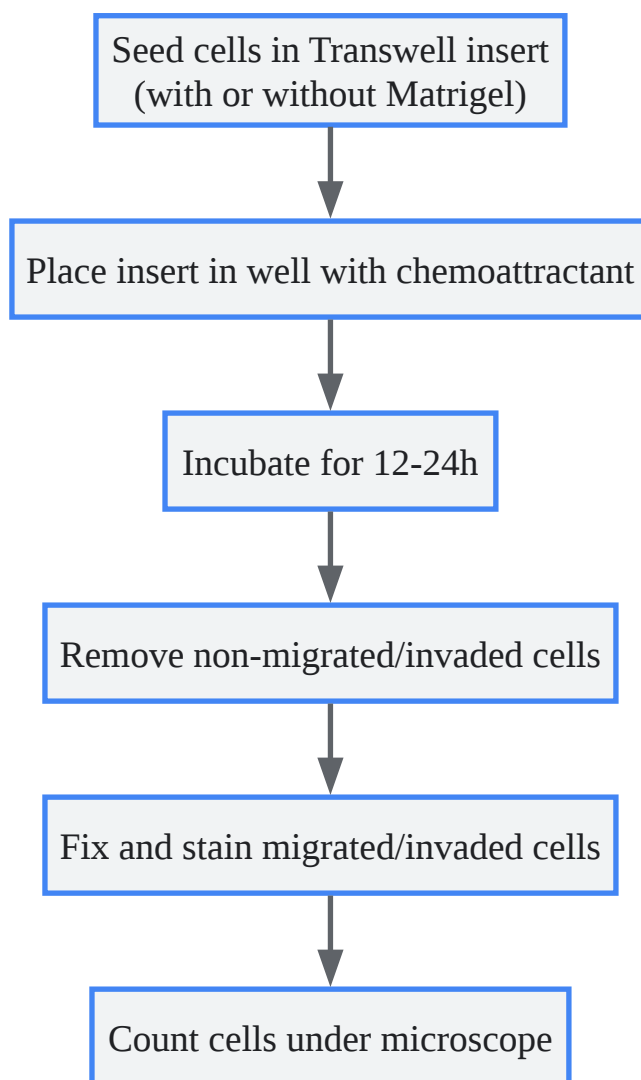 Seed cells in Transwell insert
(with or without Matrigel)
Place insert in well with chemoattractant
Incubate for 12-24h
Remove non-migrated/invaded cells
Fix and stain migrated/invaded cells
Count cells under microscope